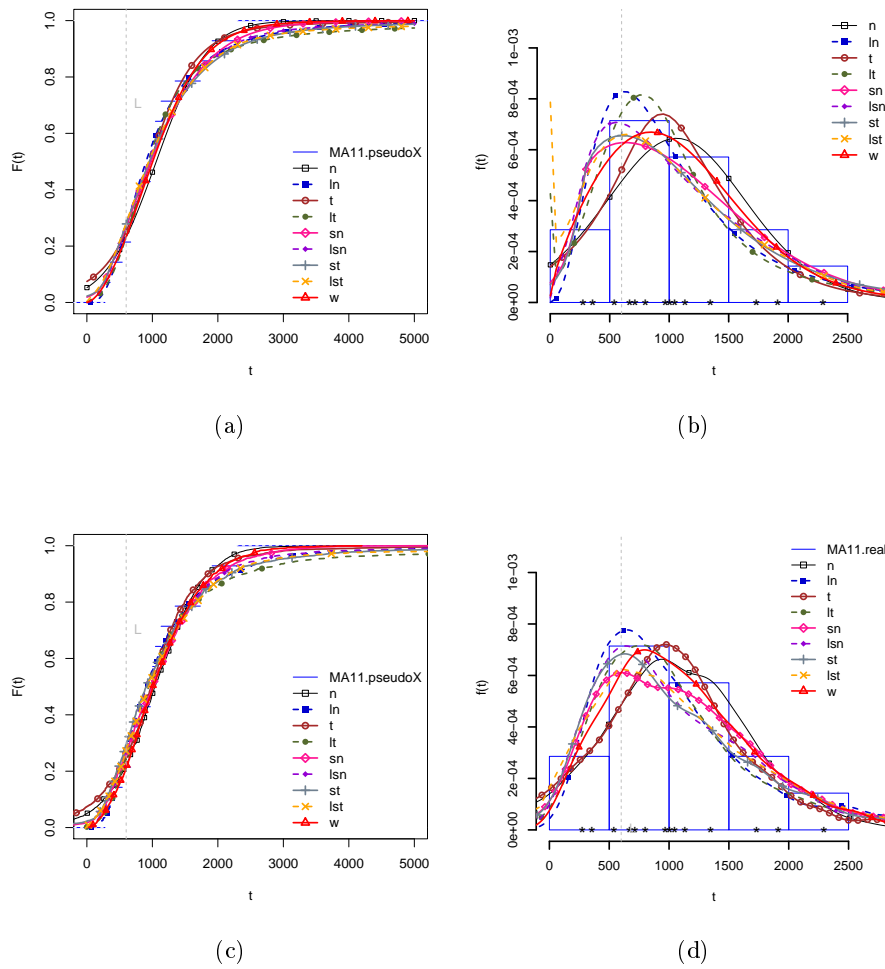 F(t)
1.0
0.8
0.6
0.4
0.2
0.0
L
MA11.pseudoX
n
ln
t
lt
sn
lsn
st
lst
w
0 1000 2000 3000 4000 5000
t
(a)
f(t)
1e-03
8e-04
6e-04
4e-04
2e-04
0e+00
n
ln
t
lt
sn
lsn
st
lst
w
0 500 1000 1500 2000 2500
t
(b)
F(t)
1.0
0.8
0.6
0.4
0.2
0.0
L
MA11.pseudoX
n
ln
t
lt
sn
lsn
st
lst
w
0 1000 2000 3000 4000 5000
t
(c)
f(t)
1e-03
8e-04
6e-04
4e-04
2e-04
0e+00
MA11.real
n
ln
t
lt
sn
lsn
st
lst
w
0 500 1000 1500 2000 2500
t
(d)